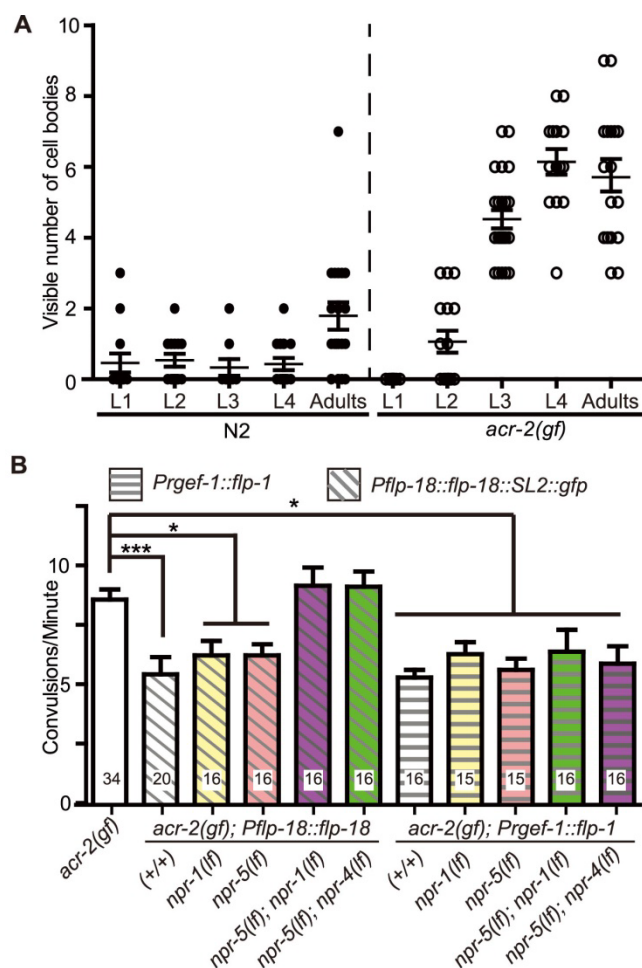 A
Visible number of cell bodies
10
8
6
4
2
0
L1 L2 L3 L4 Adults L1 L2 L3 L4 Adults
N2 acr-2(gf)
B
Prgef-1::flp-1 Pflp-18::flp-18::SL2::gfp
*
*
***
Convulsions/Minute
10
5
0
34 20 16 16 16 16 16 15 15 16 16
acr-2(gf); Pflp-18::flp-18 acr-2(gf); Prgef-1::flp-1
acr-2(gf)
(+/+)
npr-1(lf)
npr-5(lf)
npr-5(lf); npr-1(lf)
npr-5(lf); npr-4(lf)
(+/+)
npr-1(lf)
npr-5(lf)
npr-5(lf); npr-1(lf)
npr-5(lf); npr-4(lf)